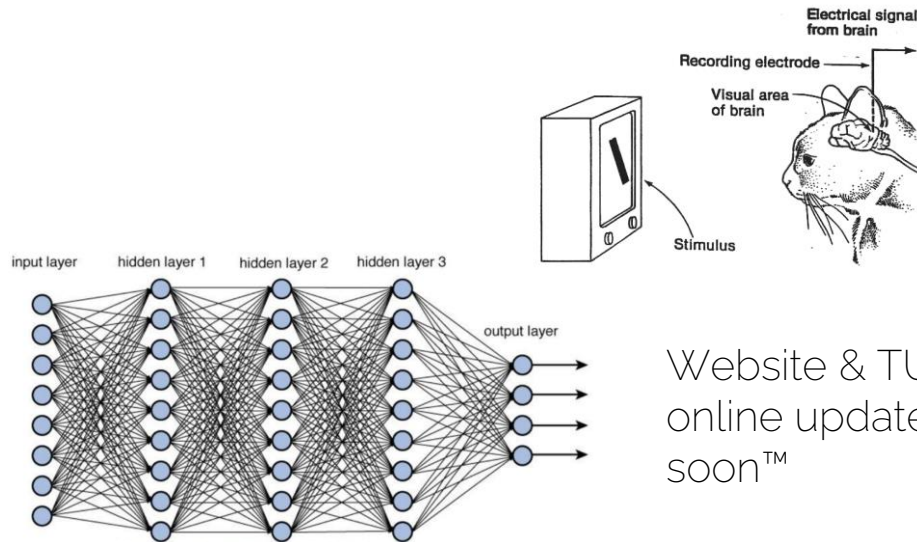 Electrical signal
from brain
Recording electrode
Visual area
of brain
Stimulus
input layer
hidden layer 1
hidden layer 2
hidden layer 3
output layer
Website & TU
online update
soon™